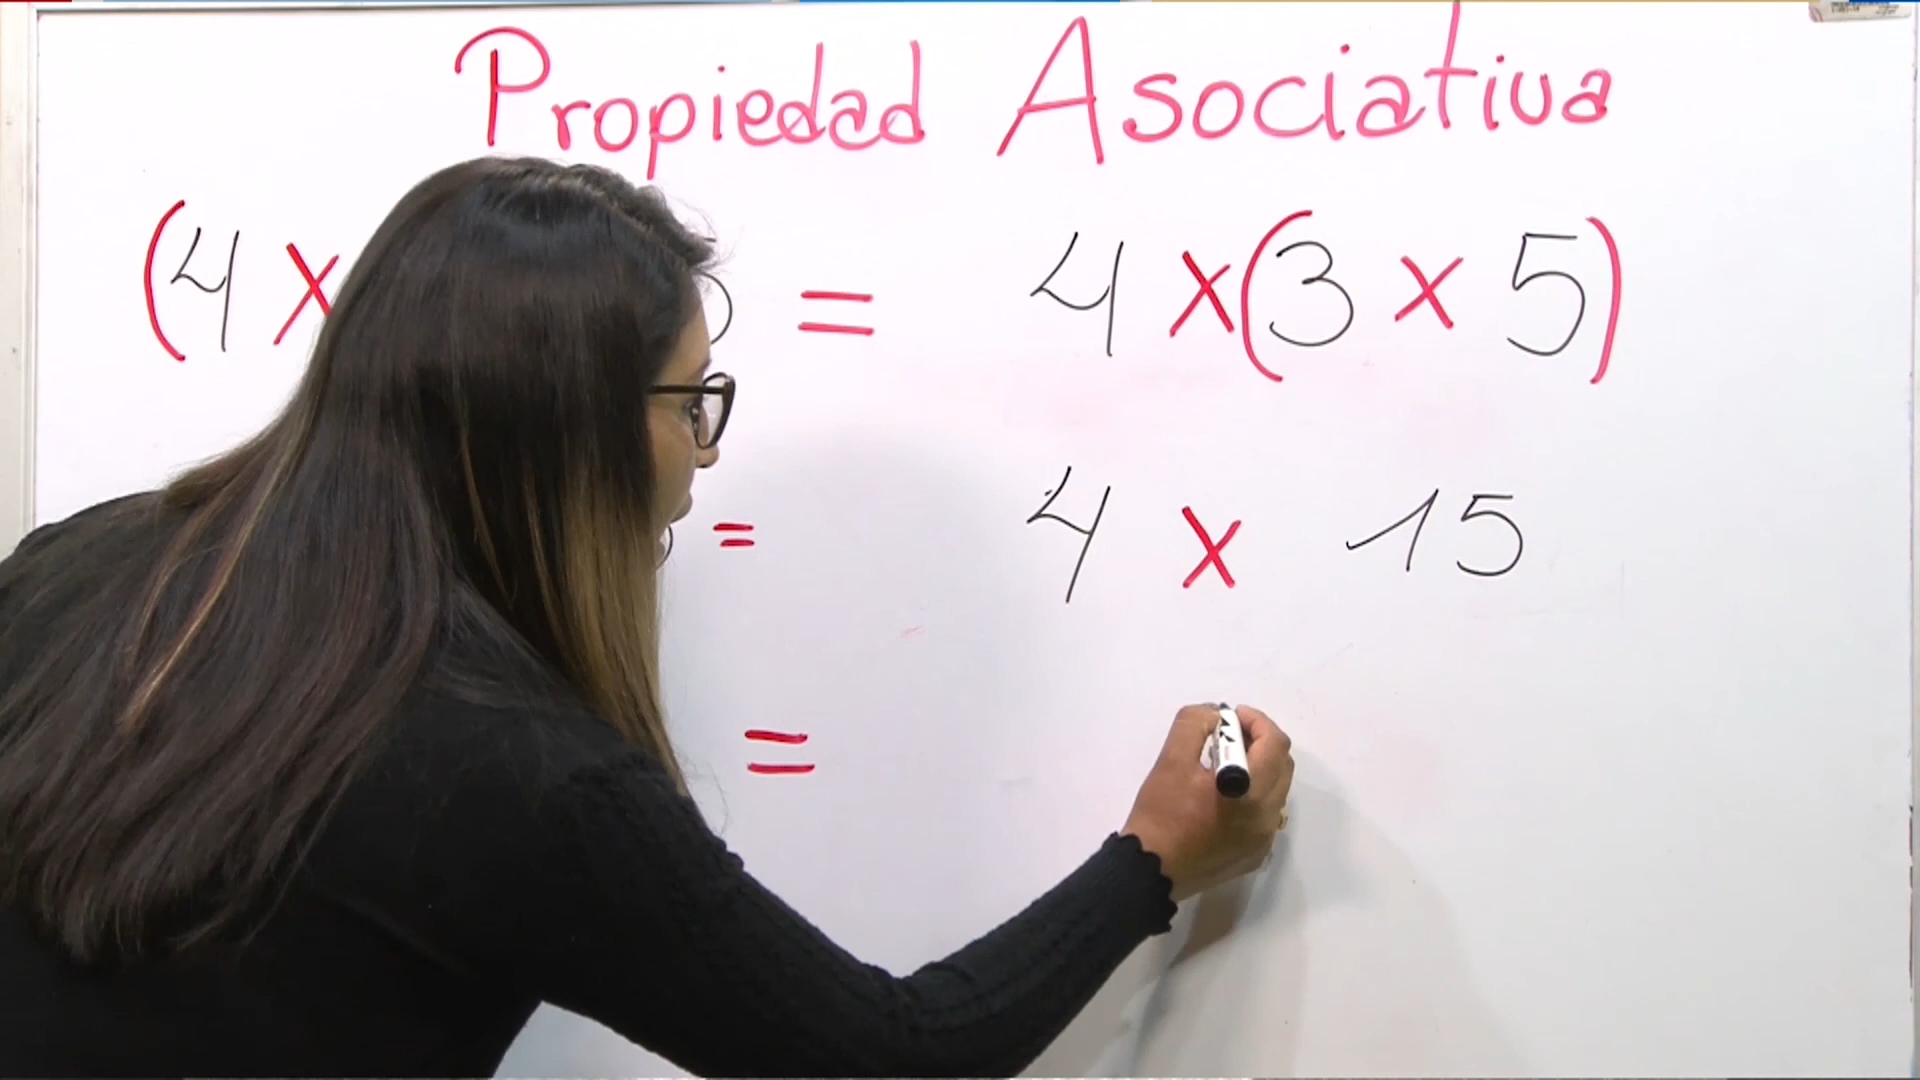 Propiedad Asociativa
(4 x = 4 x (3 x 5)
= 4 x 15
=